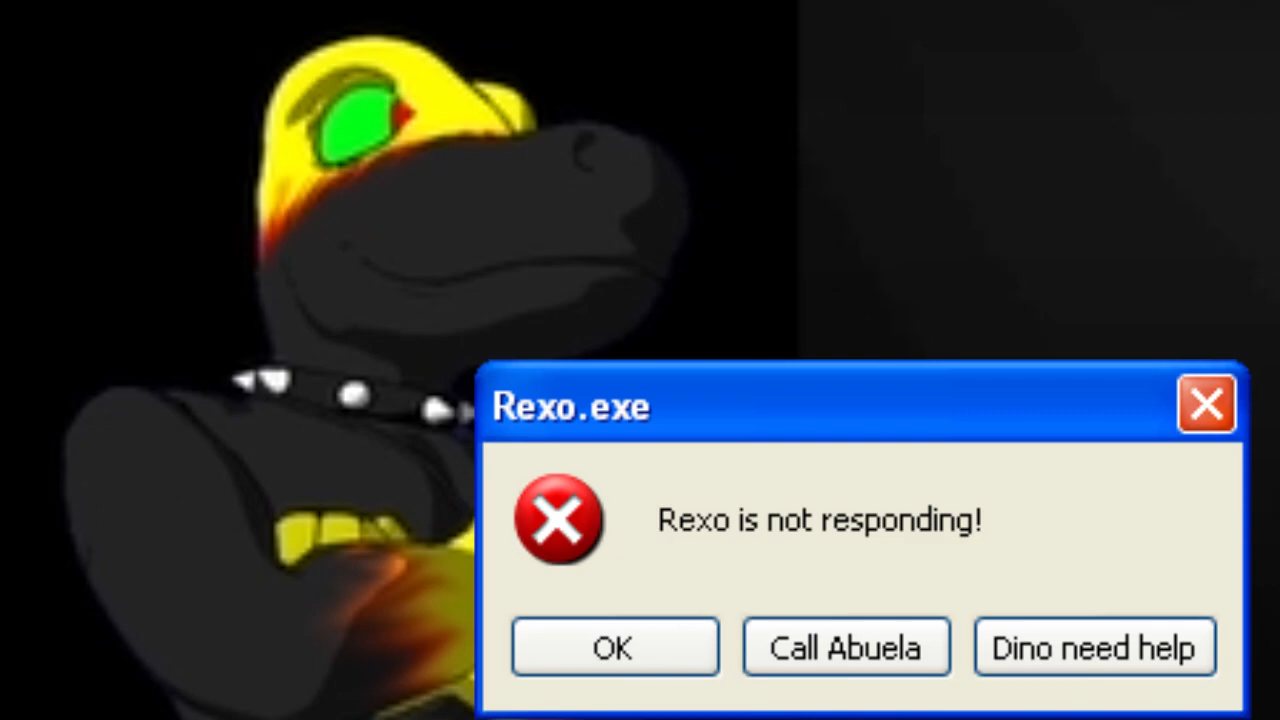 Rexo.exe
Rexo is not responding!
OK
Call Abuela
Dino need help